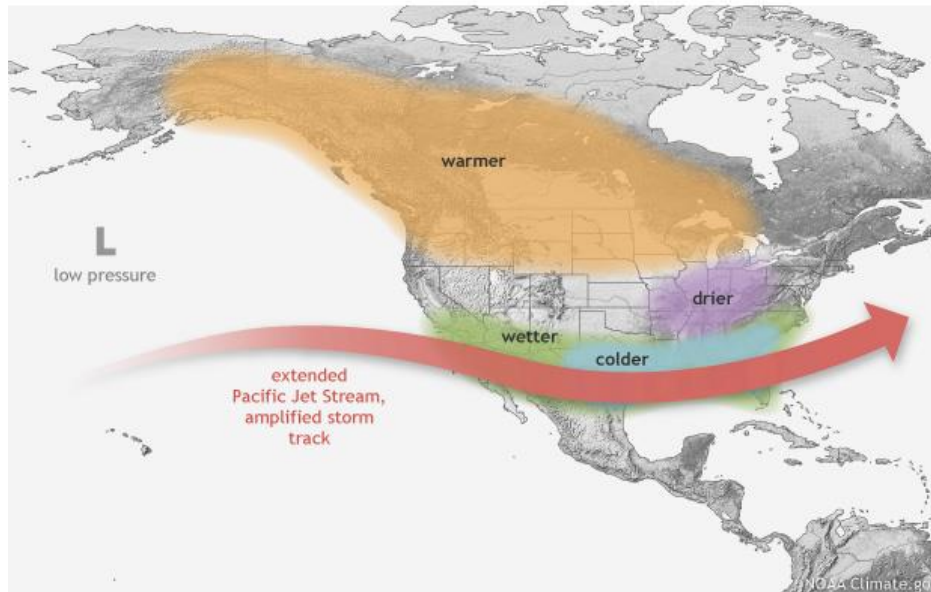 warmer
L
low pressure
drier
wetter
colder
extended
Pacific Jet Stream,
amplified storm
track
NOAA Climate.go